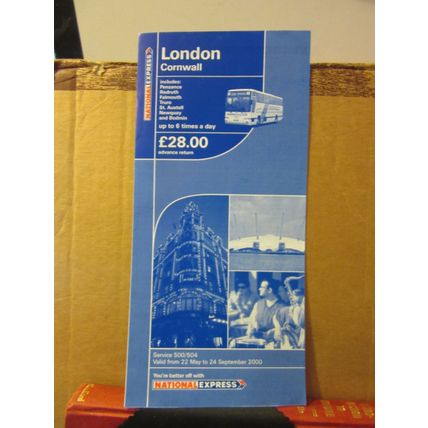 NATIONAL EXPRESS
London
Cornwall
includes:
Penzance
Redruth
Falmouth
Truro
St. Austell
Newquay
and Bodmin
up to 6 times a day
£28.00
advance return
Service 500/504
Valid from 22 May to 24 September 2000
You're better off with
NATIONAL EXPRESS